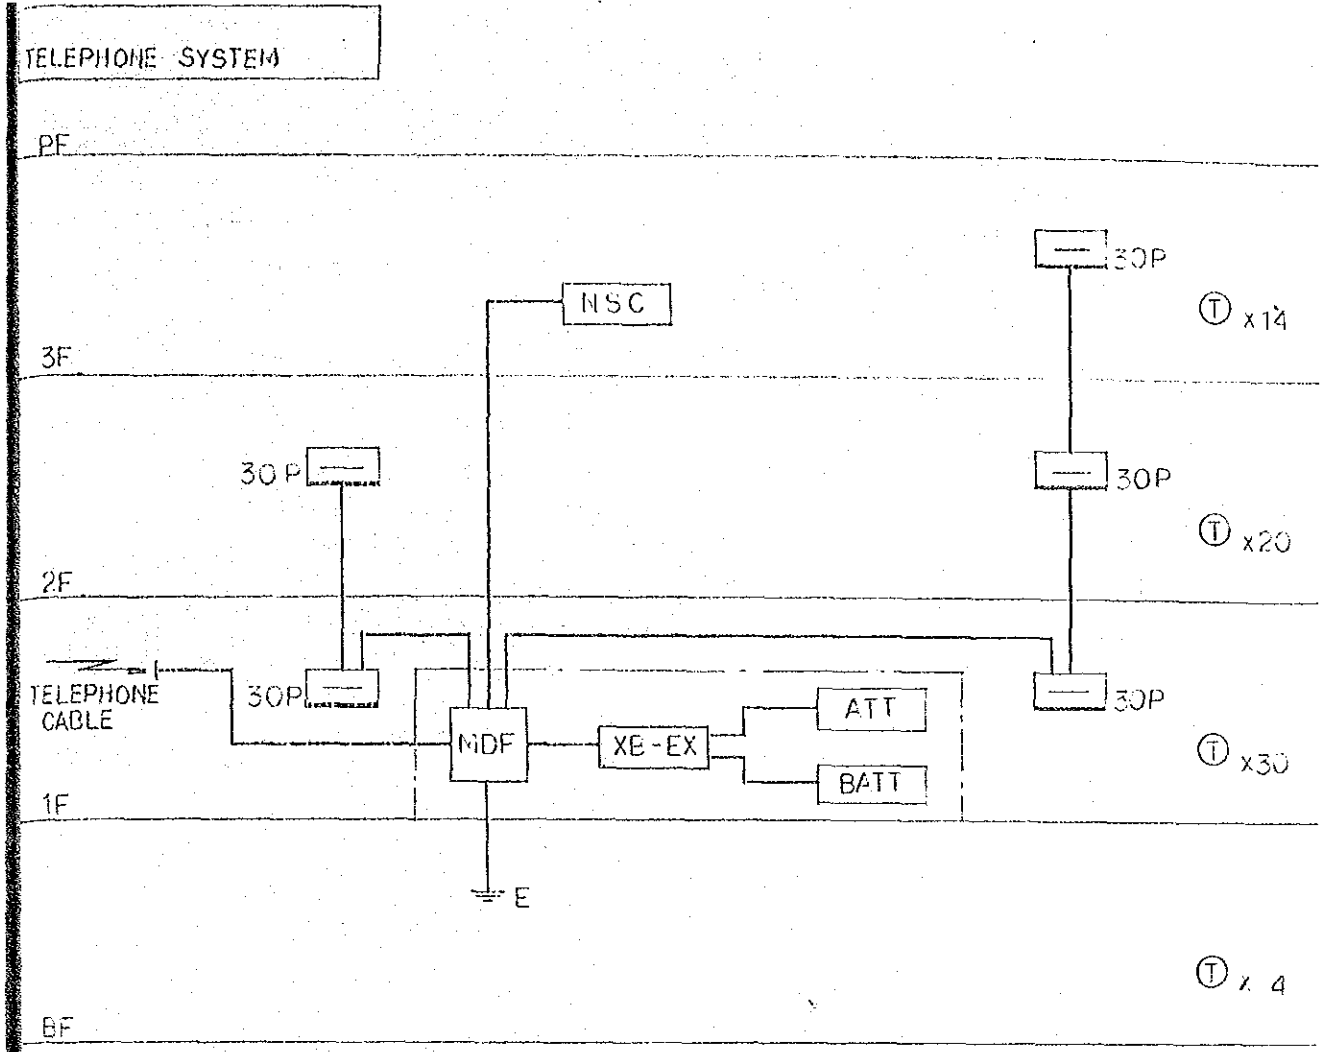 TELEPHONE SYSTEM
PF
30P
NSC
T x14
3F
30P
30P
T x20
2F
TELEPHONE CABLE
30P
MDF
XB-EX
ATT
BATT
30P
T x30
1F
E
T x 4
BF